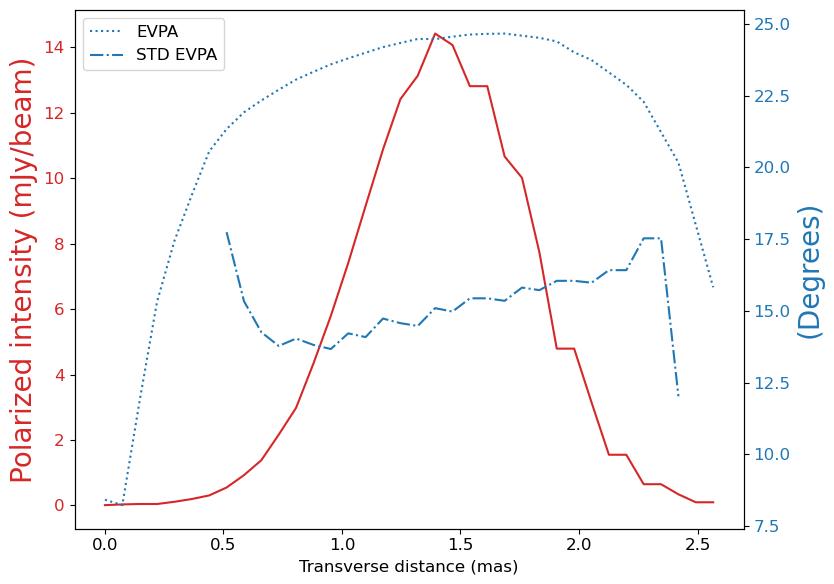 EVPA
STD EVPA
Polarized intensity (mJy/beam)
14
12
10
8
6
4
2
0
25.0
22.5
20.0
17.5
15.0
12.5
10.0
7.5
(Degrees)
0.0 0.5 1.0 1.5 2.0 2.5
Transverse distance (mas)